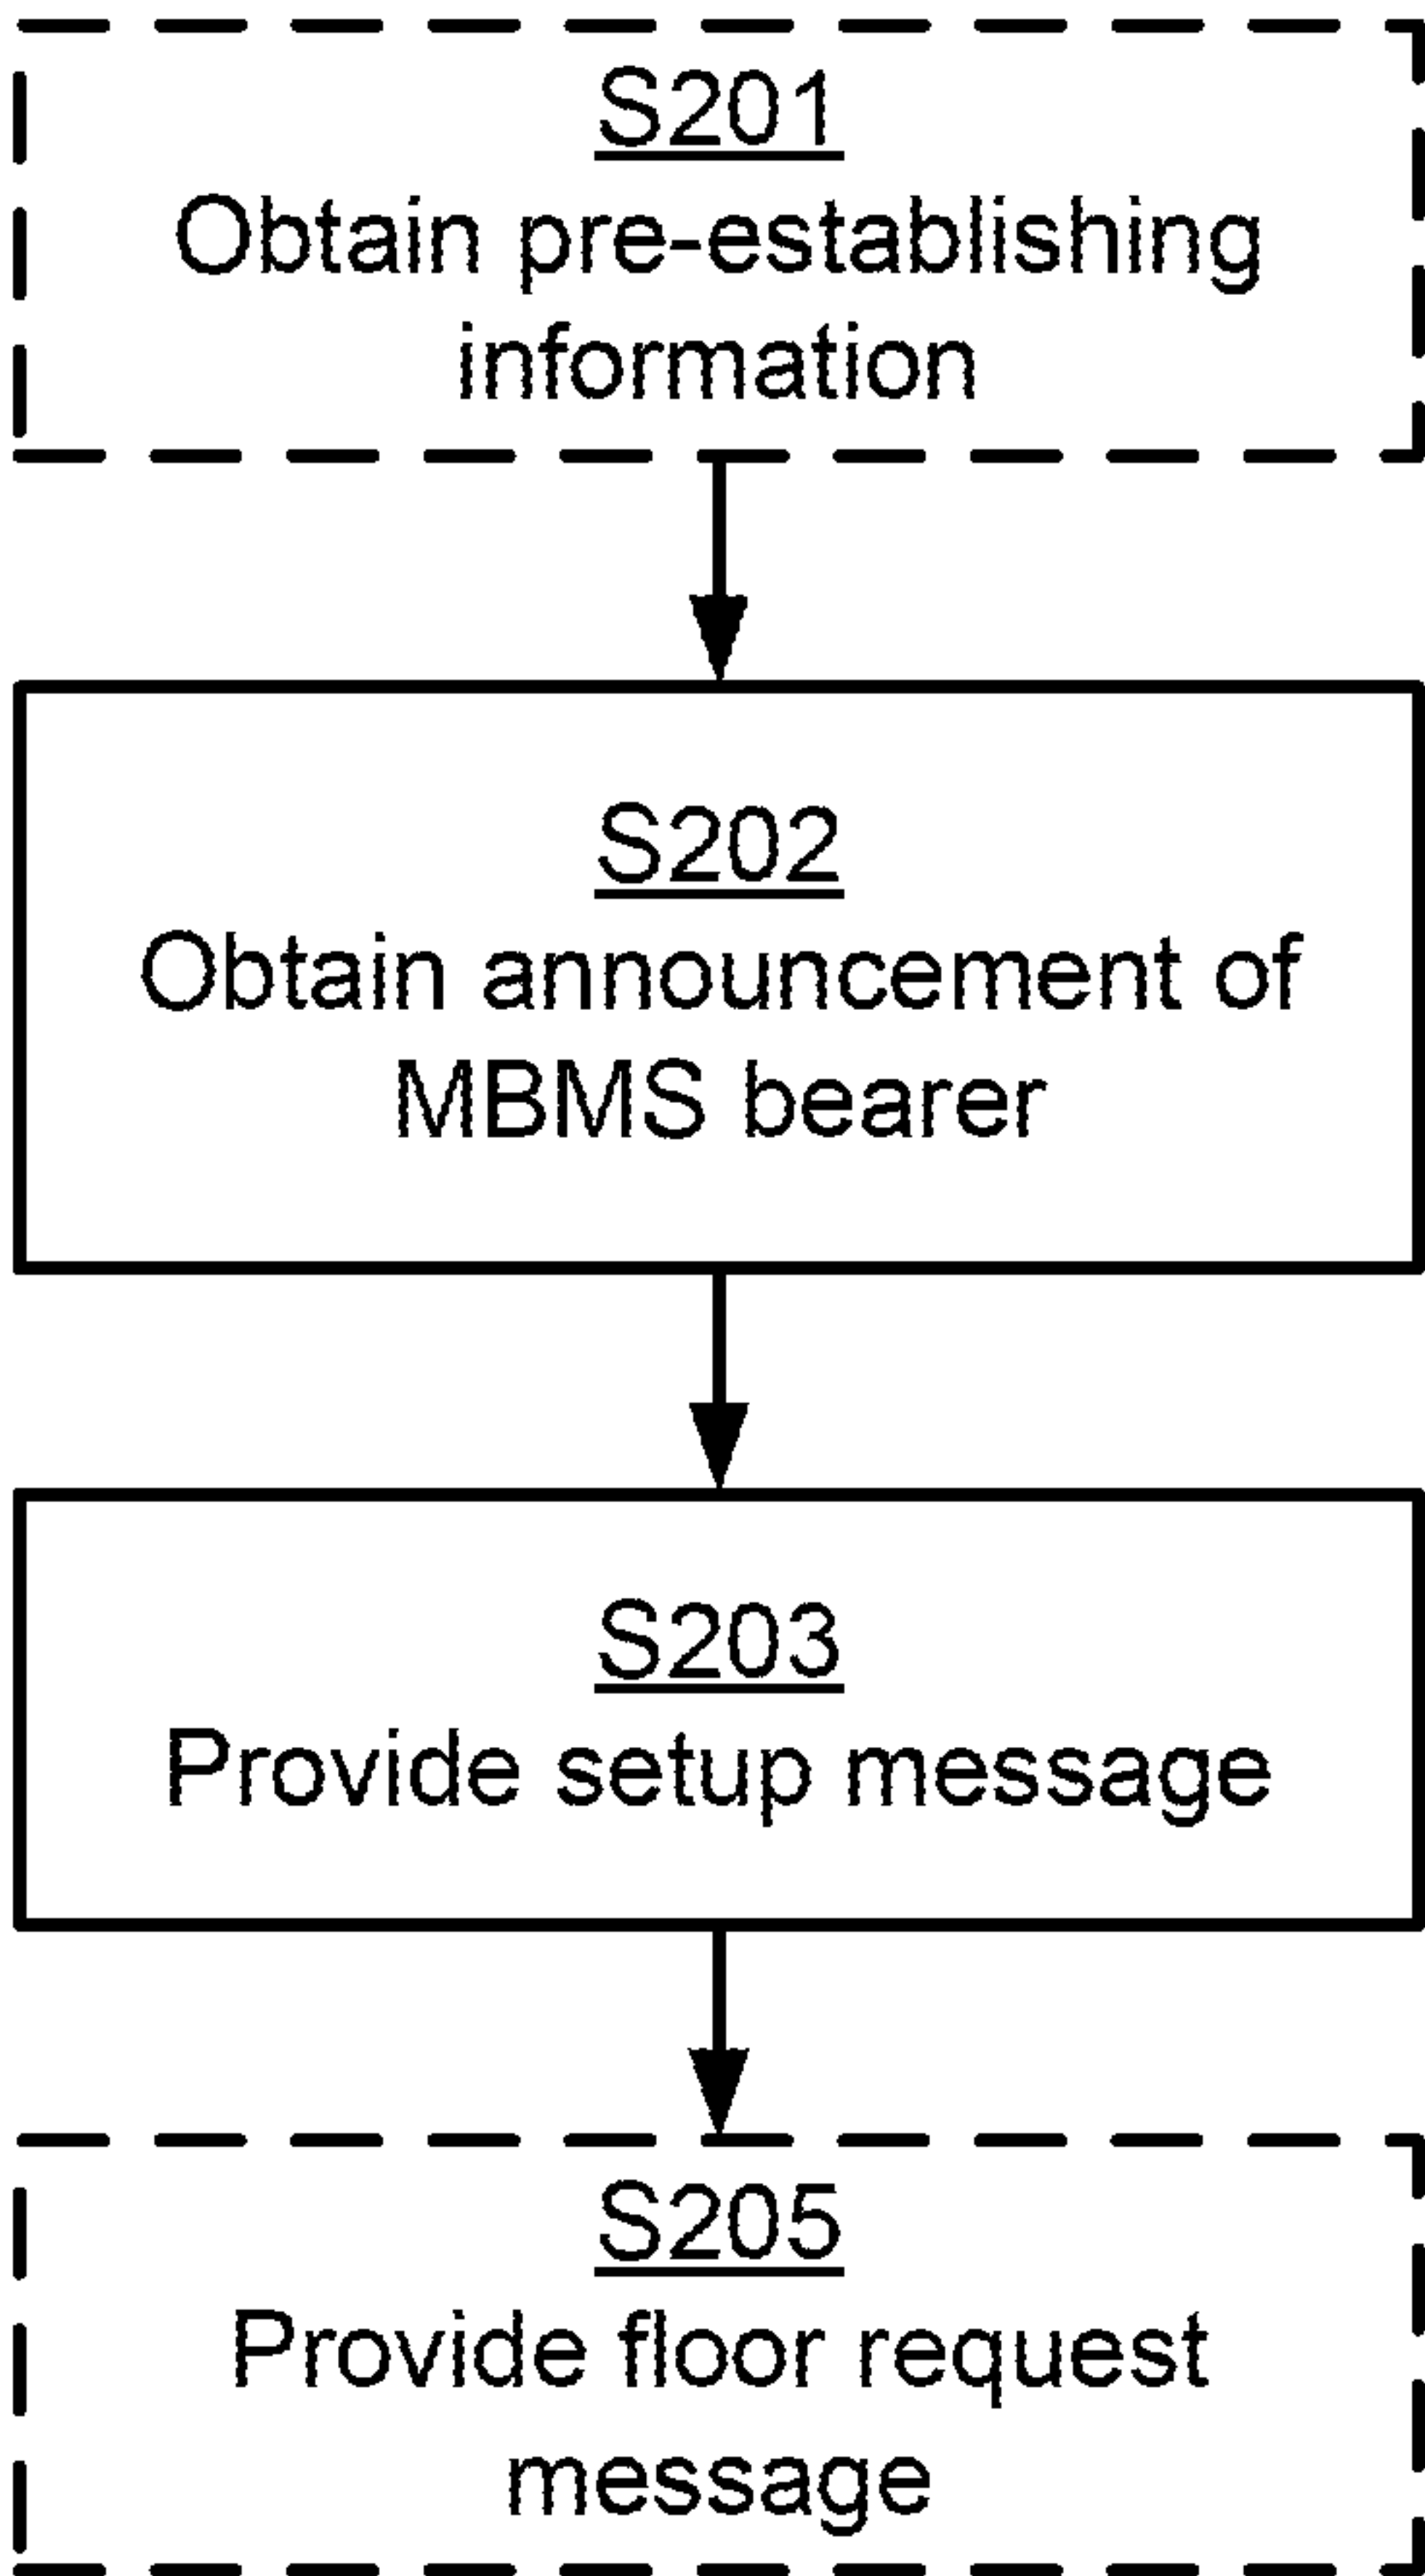 S201
Obtain pre-establishing
information
S202
Obtain announcement of
MBMS bearer
S203
Provide setup message
S205
Provide floor request
message